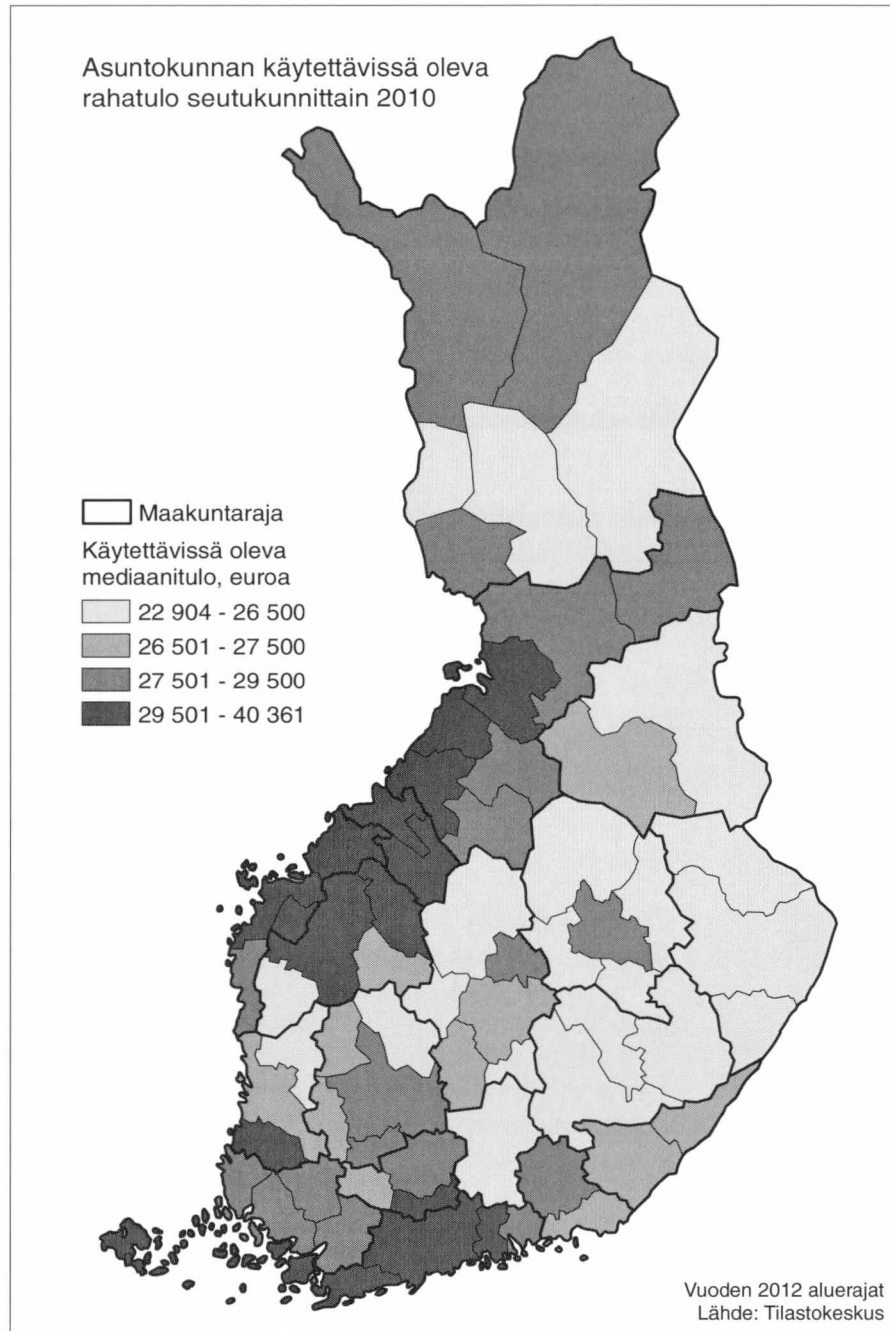 Asuntokunnan käytettävissä oleva
rahatulo seutukunnittain 2010
Maakuntaraja
Käytettävissä oleva
mediaanitulo, euroa
22 904 - 26 500
26 501 - 27 500
27 501 - 29 500
29 501 - 40 361
Vuoden 2012 aluerajat
Lähde: Tilastokeskus